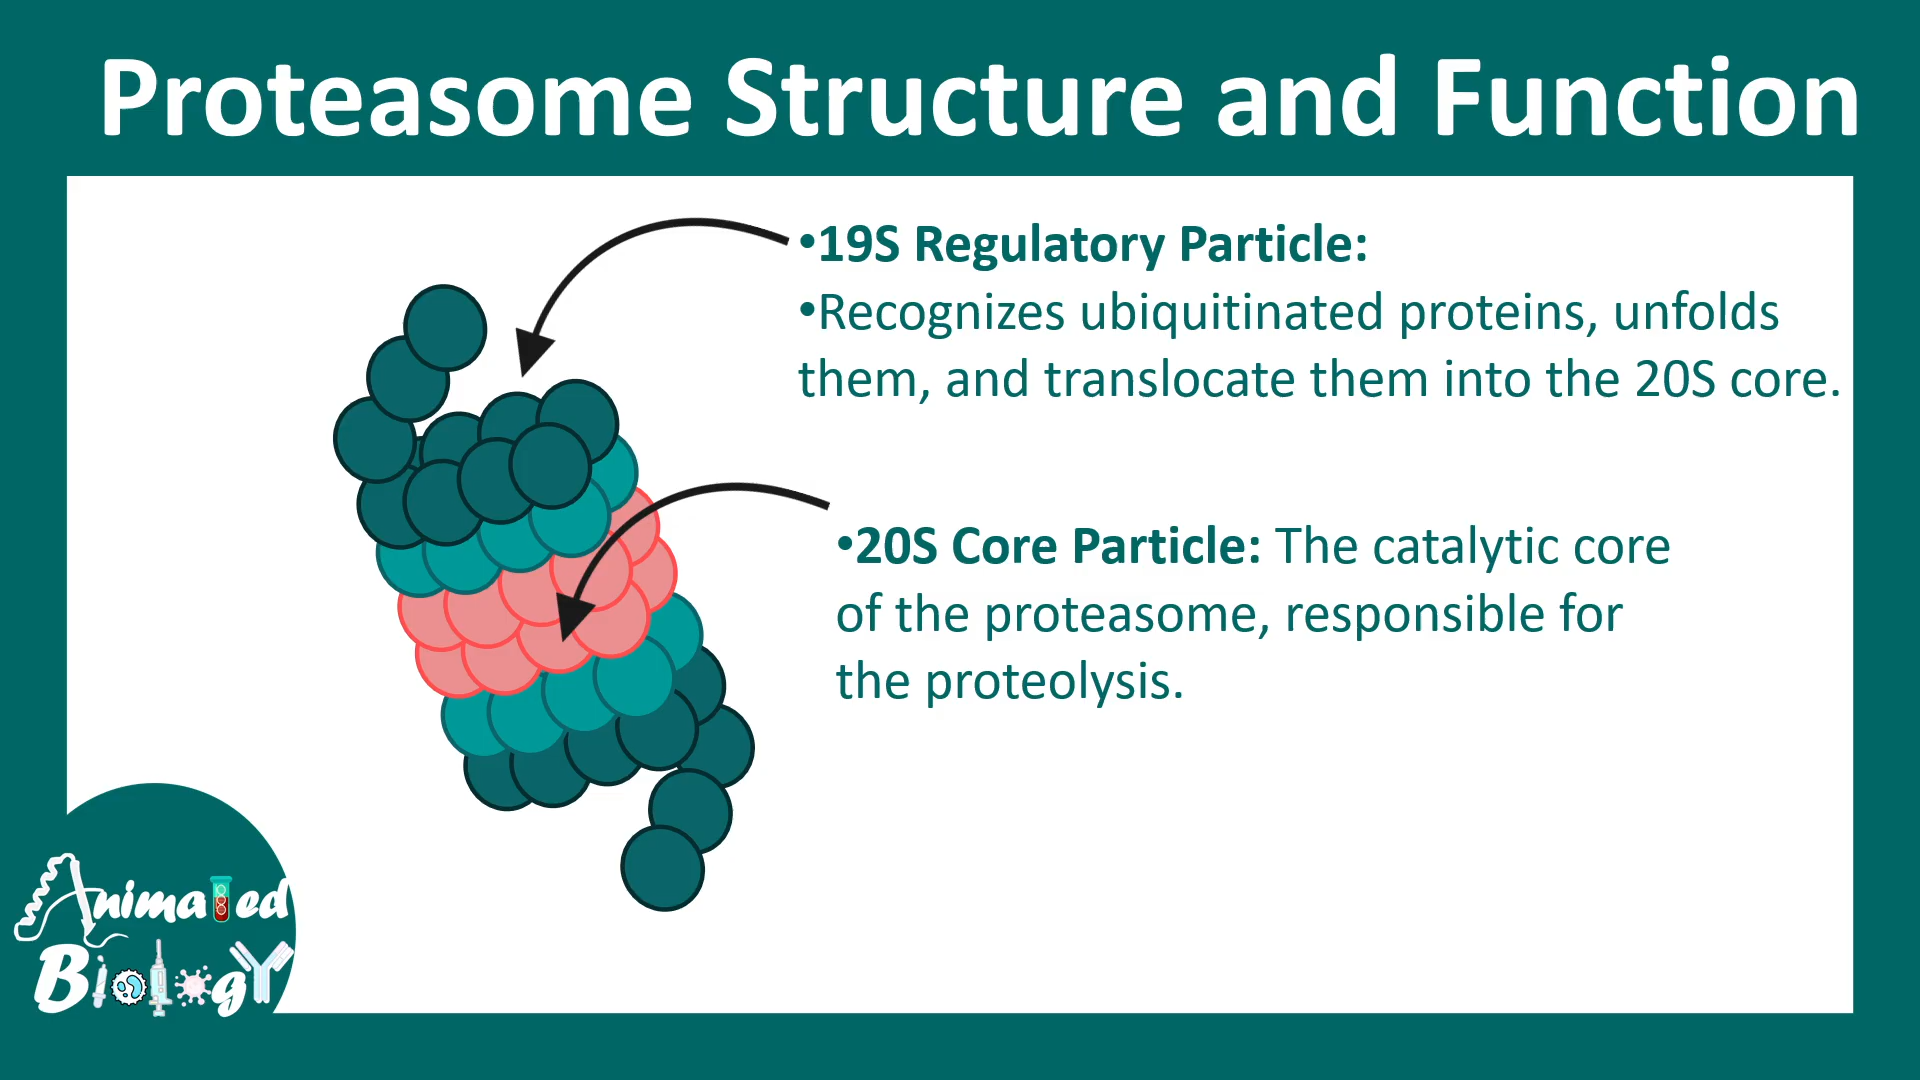 Proteasome Structure and Function
•19S Regulatory Particle:
•Recognizes ubiquitinated proteins, unfolds
them, and translocate them into the 20S core.
•20S Core Particle: The catalytic core
of the proteasome, responsible for
the proteolysis.
Animated
Biology